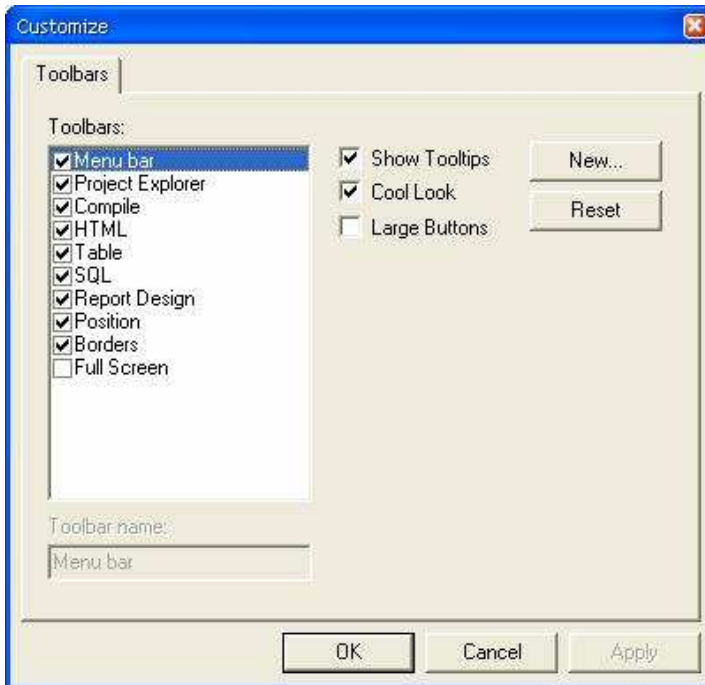 Customize
Toolbars
Toolbars:
Menu bar
Project Explorer
Compile
HTML
Table
SQL
Report Design
Position
Borders
Full Screen
Show Tooltips
Cool Look
Large Buttons
New...
Reset
Toolbar name:
Menu bar
OK
Cancel
Apply